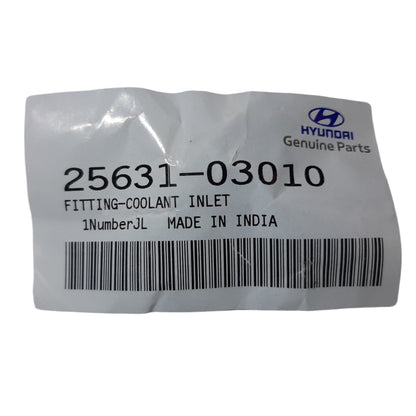 HYUNDAI
Genuine Parts
25631-03010
FITTING-COOLANT INLET
1NumberJL MADE IN INDIA